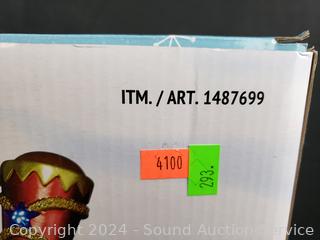 ITM. / ART. 1487699
4100
293.
Copyright 2024 - Sound Auction Service